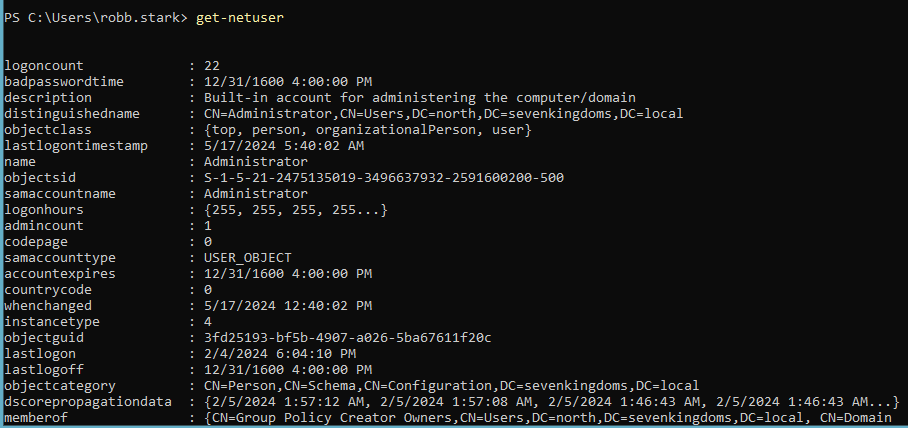 PS C:\Users\robb.stark> get-netuser
logoncount : 22
badpasswordtime : 12/31/1600 4:00:00 PM
description : Built-in account for administering the computer/domain
distinguishedname : CN=Administrator,CN=Users,DC=north,DC=sevenkingdoms,DC=local
objectclass : {top, person, organizationalPerson, user}
lastlogontimestamp : 5/17/2024 5:40:02 AM
name : Administrator
objectsid : S-1-5-21-2475135019-3496637932-2591600200-500
samaccountname : Administrator
logonhours : {255, 255, 255, 255...}
admincount : 1
codepage : 0
samaccounttype : USER_OBJECT
accountexpires : 12/31/1600 4:00:00 PM
countrycode : 0
whenchanged : 5/17/2024 12:40:02 PM
instancetype : 4
objectguid : 3fd25193-bf5b-4907-a026-5ba67611f20c
lastlogon : 2/4/2024 6:04:10 PM
lastlogoff : 12/31/1600 4:00:00 PM
objectcategory : CN=Person,CN=Schema,CN=Configuration,DC=sevenkingdoms,DC=local
dscorepropagationdata : {2/5/2024 1:57:12 AM, 2/5/2024 1:57:08 AM, 2/5/2024 1:46:43 AM, 2/5/2024 1:46:43 AM...}
memberof : {CN=Group Policy Creator Owners,CN=Users,DC=north,DC=sevenkingdoms,DC=local, CN=Domain